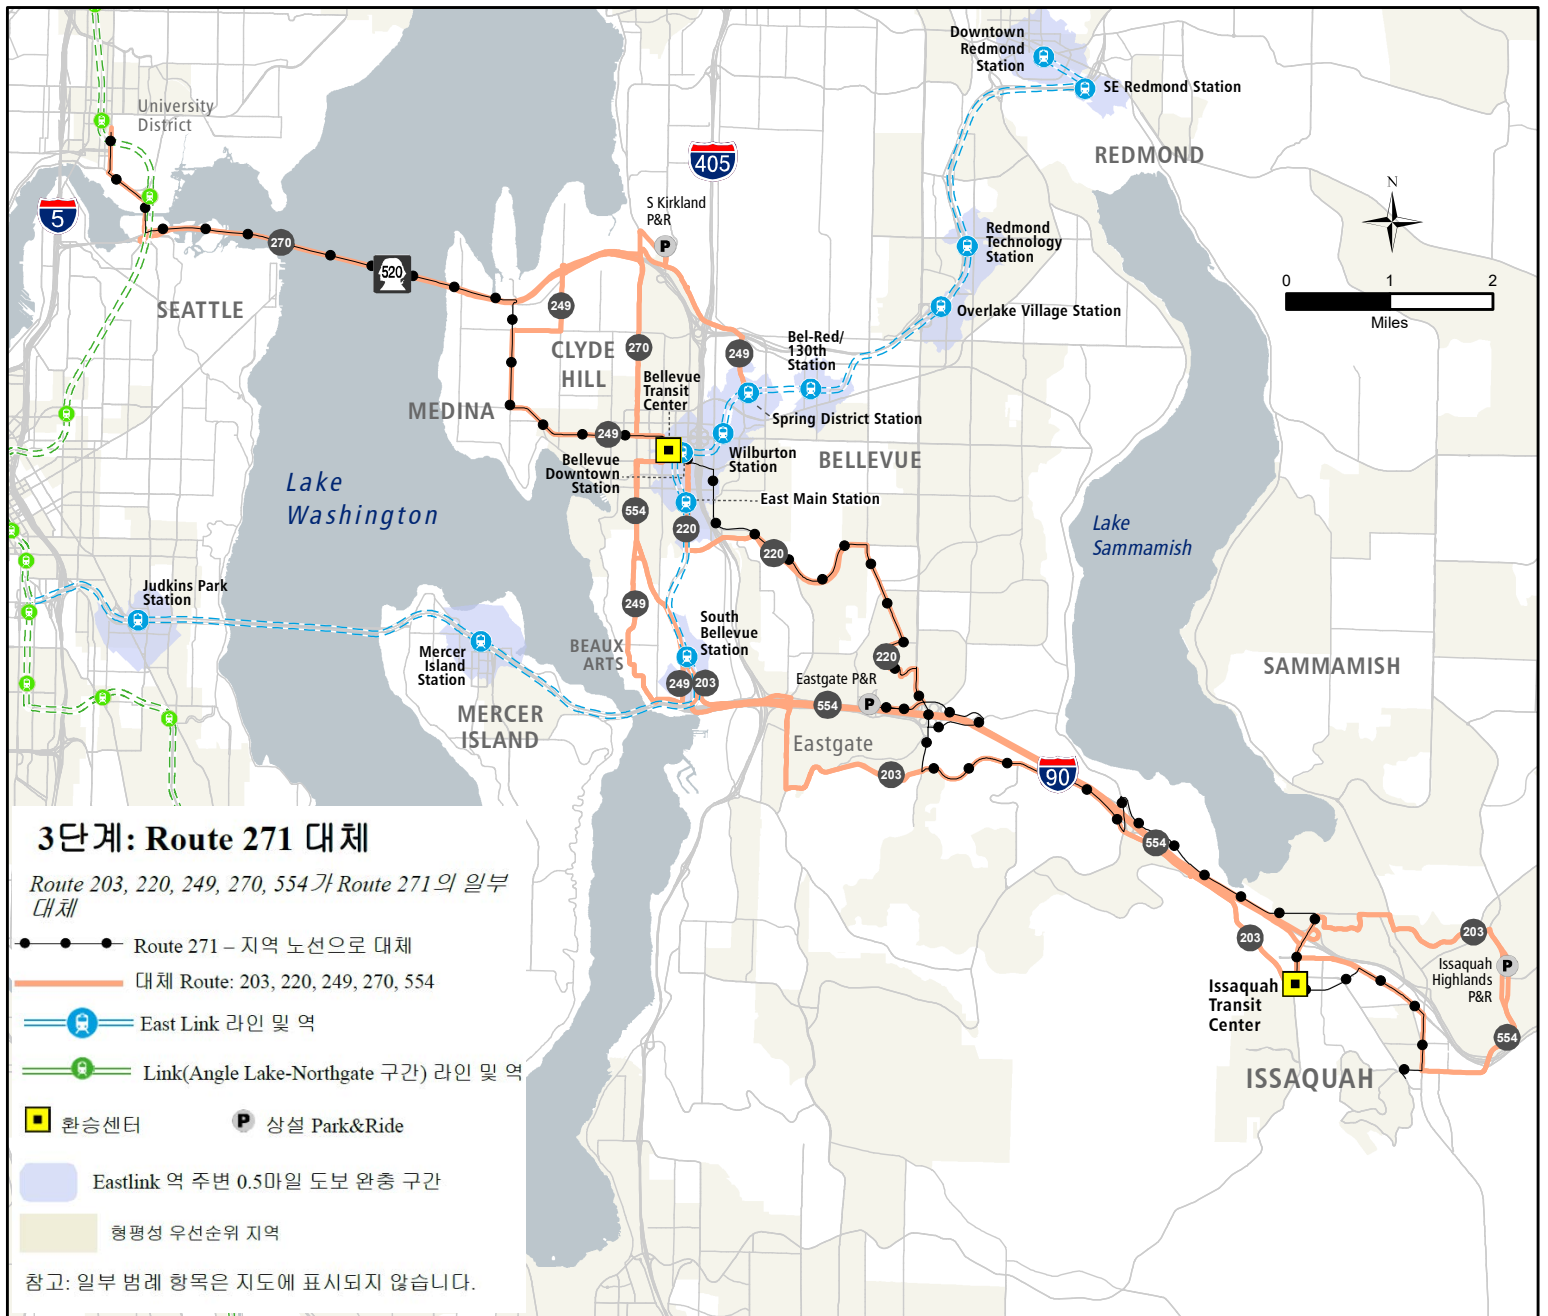 Downtown
Redmond
Station
SE Redmond Station
University
District
REDMOND
405
5
S Kirkland
P&R
P
N
Redmond
Technology
Station
270
520
0
1
2
Miles
SEATTLE
249
Overlake Village Station
CLYDE
HILL
270
249
Bel-Red/
130th
Station
Bellevue
Transit
Center
MEDINA
Spring District Station
249
Wilburton
Station
BELLEVUE
Bellevue
Downtown
Station
East Main Station
Lake
Washington
554
220
220
Lake
Sammamish
Judkins Park
Station
249
South
Bellevue
Station
BEAUX
ARTS
Mercer
Island
Station
220
SAMMAMISH
249
203
Eastgate P&R
P
554
MERCER
ISLAND
Eastgate
203
90
554
203
203
Issaquah
Highlands
P&R
P
Issaquah
Transit
Center
554
ISSAQUAH
3단계: Route 271 대체
Route 203, 220, 249, 270, 554가 Route 271의 일부
대체
Route 271 – 지역 노선으로 대체
대체 Route: 203, 220, 249, 270, 554
East Link 라인 및 역
Link(Angle Lake-Northgate 구간) 라인 및 역
환승센터
P 상설 Park&Ride
Eastlink 역 주변 0.5마일 도보 완충 구간
형평성 우선순위 지역
참고: 일부 범례 항목은 지도에 표시되지 않습니다.